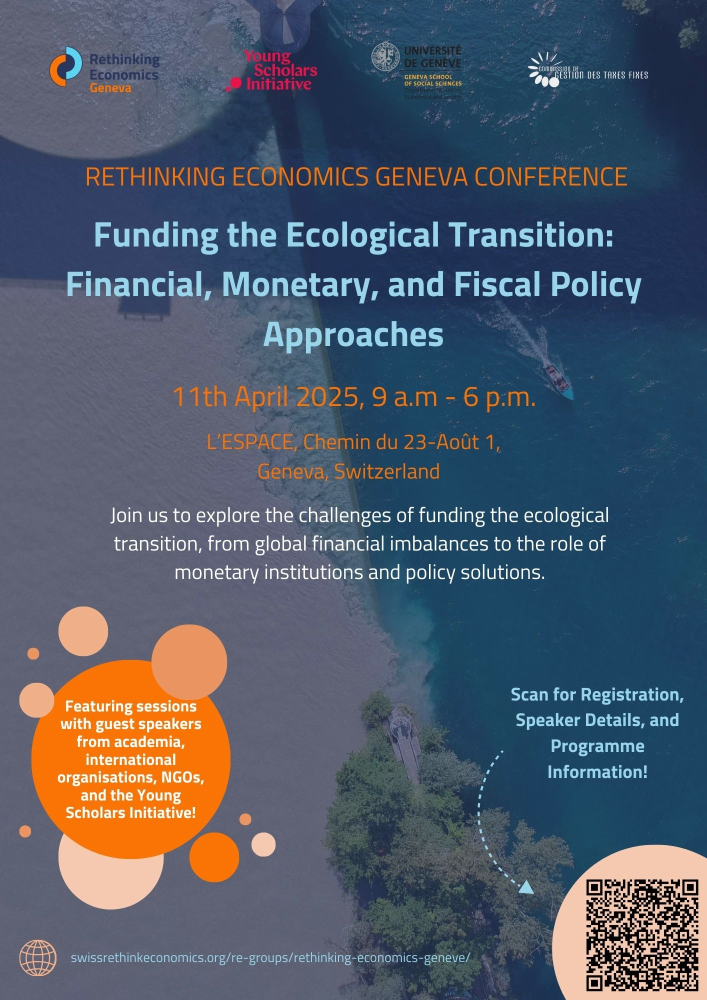 Rethinking
Economics
Geneva
Young
Scholars
Initiative
UNIVERSITÉ
DE GENÈVE
GENEVA SCHOOL
OF SOCIAL SCIENCES
Department of History,
Economics and Society
COMMISSION DE
GESTION DES TAXES FIXES
RETHINKING ECONOMICS GENEVA CONFERENCE
Funding the Ecological Transition:
Financial, Monetary, and Fiscal Policy
Approaches
11th April 2025, 9 a.m - 6 p.m.
L’ESPACE, Chemin du 23-Août 1,
Geneva, Switzerland
Join us to explore the challenges of funding the ecological
transition, from global financial imbalances to the role of
monetary institutions and policy solutions.
Featuring sessions
with guest speakers
from academia,
international
organisations, NGOs,
and the Young
Scholars Initiative!
Scan for Registration,
Speaker Details, and
Programme
Information!
swissrethinkeconomics.org/re-groups/rethinking-economics-geneve/